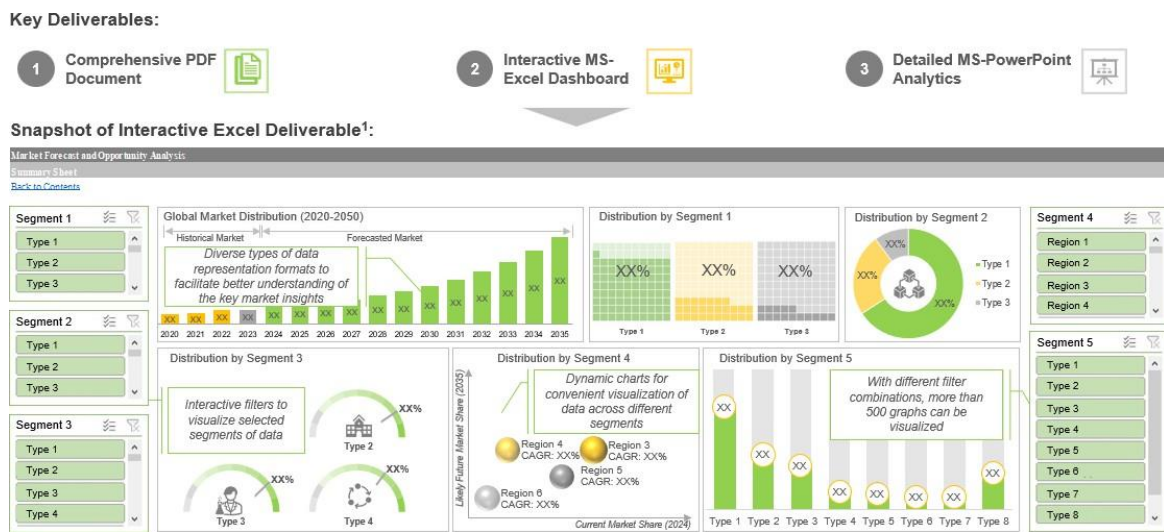 Key Deliverables:
1
Comprehensive PDF
Document
2
Interactive MS-
Excel Dashboard
3
Detailed MS-PowerPoint
Analytics
Snapshot of Interactive Excel Deliverable1:
Market Forecast and Opportunity Analysis
Summary Sheet
Back to Contents
Segment 1
Type 1
Type 2
Type 3
Segment 2
Type 1
Type 2
Type 3
Segment 3
Type 1
Type 2
Type 3
Type 4
Global Market Distribution (2020-2050)
Historical Market
Forecasted Market
Diverse types of data
representation formats to
facilitate better understanding of
the key market insights
XX XX XX XX XX XX XX XX XX XX XX XX XX XX XX XX
2020 2021 2022 2023 2024 2025 2026 2027 2028 2029 2030 2031 2032 2033 2034 2035
Distribution by Segment 1
XX% XX% XX%
Type 1 Type 2 Type 3
Distribution by Segment 2
XX%
XX%
XX%
Type 1
Type 2
Type 3
Segment 4
Region 1
Region 2
Region 3
Region 4
Distribution by Segment 3
Interactive filters to
visualize selected
segments of data
XX%
Type 2
XX%
Type 3
XX%
Type 4
Distribution by Segment 4
Likely Future Market Share (2035)
Dynamic charts for
convenient visualization of
data across different
segments
Region 4
CAGR: XX%
Region 3
CAGR: XX%
Region 5
CAGR: XX%
Region 6
CAGR: XX%
Current Market Share (2024)
Distribution by Segment 5
With different filter
combinations, more than
500 graphs can be
visualized
XX XX XX XX XX XX XX XX
Type 1 Type 2 Type 3 Type 4 Type 5 Type 6 Type 7 Type 8
Segment 5
Type 1
Type 2
Type 3
Type 4
Type 5
Type 6
Type 7
Type 8